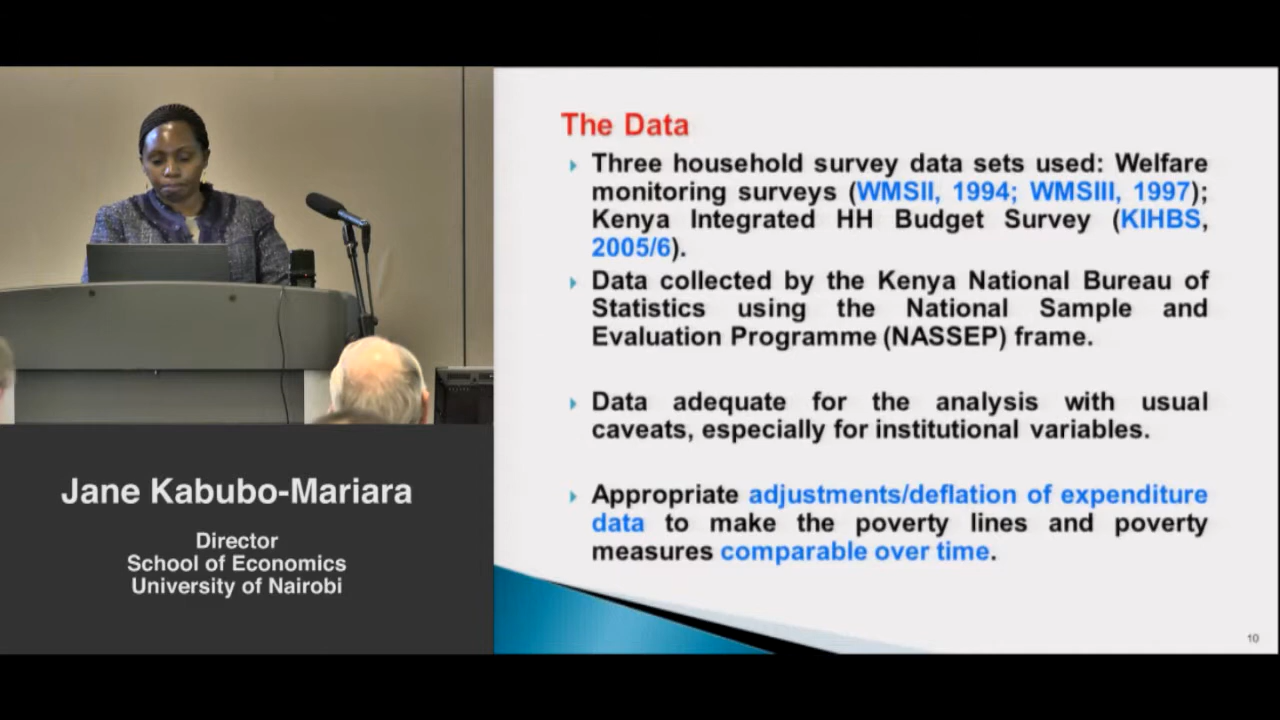 The Data
Three household survey data sets used: Welfare
monitoring surveys (WMSII, 1994; WMSIII, 1997);
Kenya Integrated HH Budget Survey (KIHBS,
2005/6).
Data collected by the Kenya National Bureau of
Statistics using the National Sample and
Evaluation Programme (NASSEP) frame.
Data adequate for the analysis with usual
caveats, especially for institutional variables.
Appropriate adjustments/deflation of expenditure
data to make the poverty lines and poverty
measures comparable over time.
10
Jane Kabubo-Mariara
Director
School of Economics
University of Nairobi